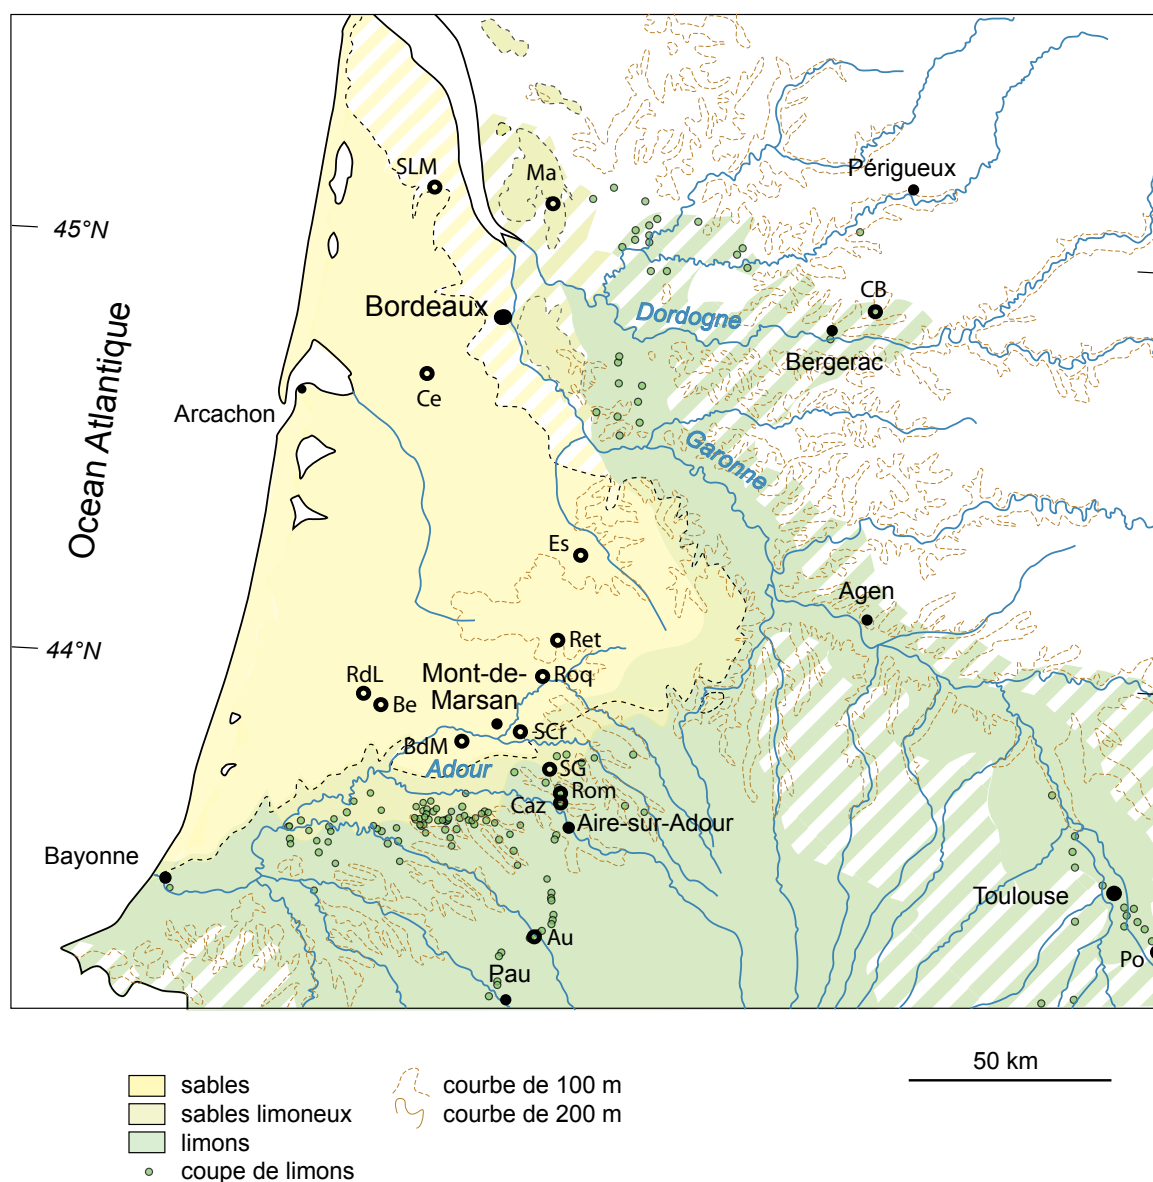 SLM
Ma
Périgueux
45°N
CB
Bordeaux
Dordogne
Bergerac
Ce
Arcachon
Ocean Atlantique
Garonne
Es
Agen
Ret
44°N
Mont-de-
Marsan
Roq
RdL
Be
SCr
BdM
Adour
SG
Rom
Caz
Aire-sur-Adour
Bayonne
Toulouse
Au
Po
Pau
50 km
sables
courbe de 100 m
sables limoneux
courbe de 200 m
limons
coupe de limons